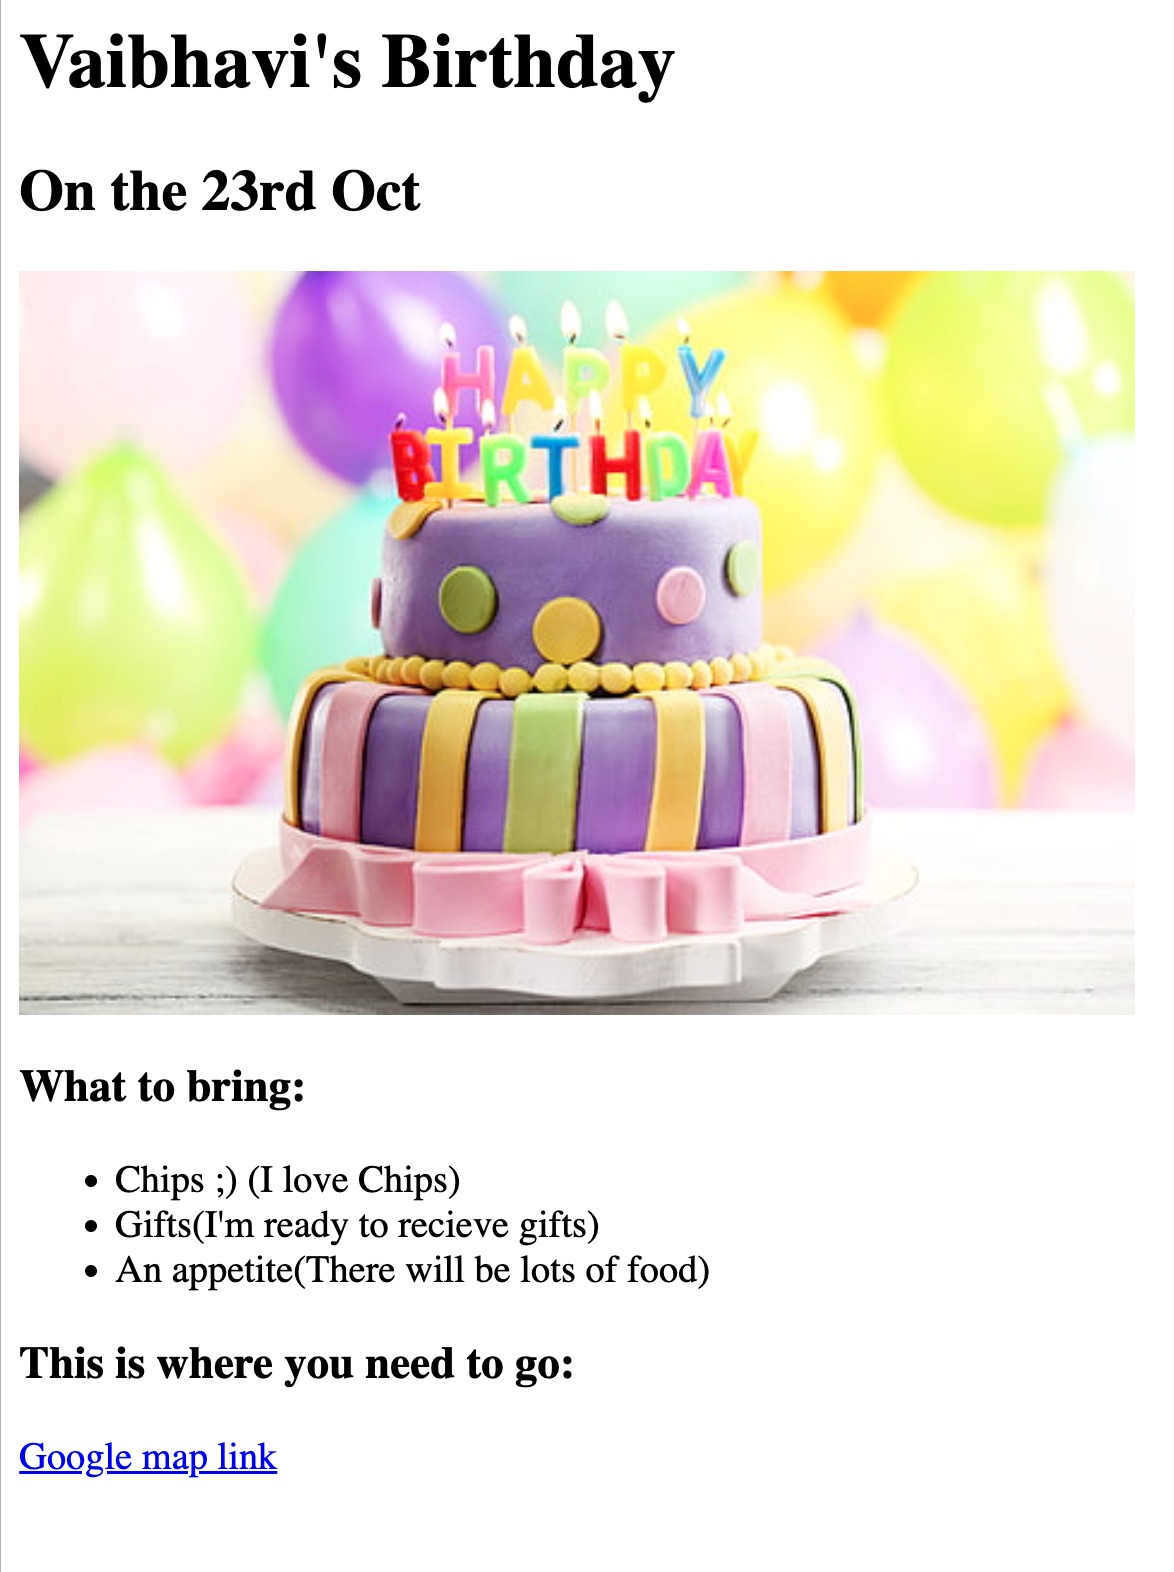 Vaibhavi's Birthday
On the 23rd Oct
HAPPY
BIRTHDAY
What to bring:
• Chips ;) (I love Chips)
• Gifts(I'm ready to recieve gifts)
• An appetite(There will be lots of food)
This is where you need to go:
Google map link